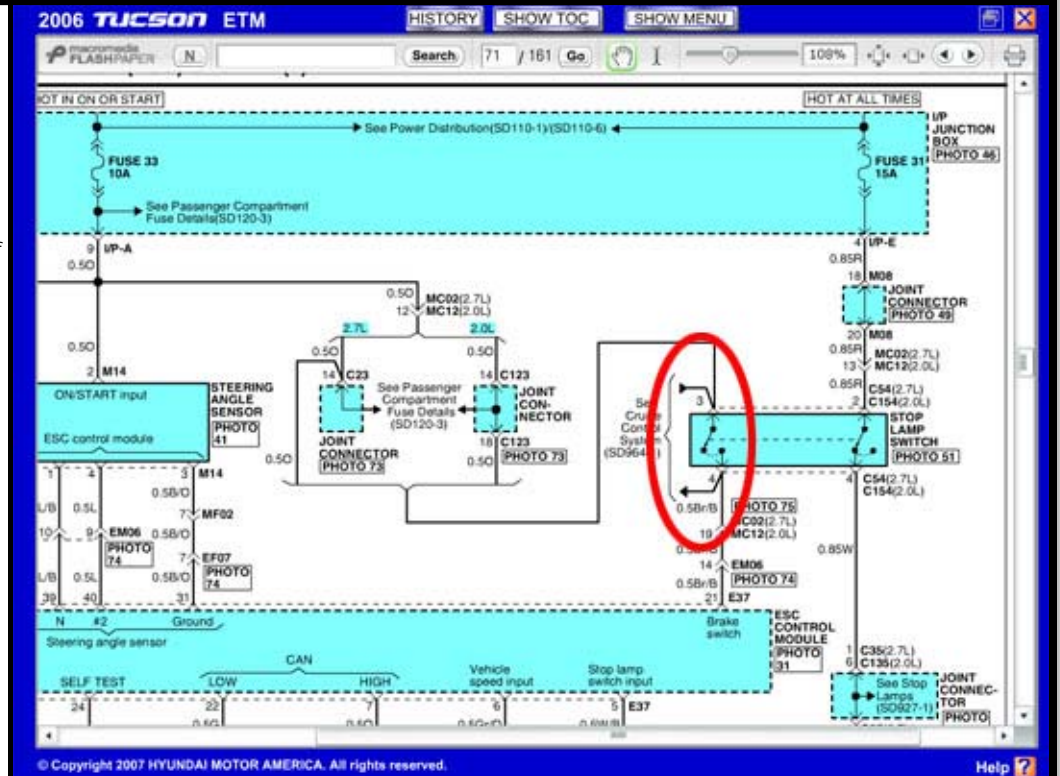 2006 TUCSON ETM
HISTORY SHOW TOC SHOW MENU
macromedia
FLASHPAPER
N Search 71 / 161 Go 108%
HOT AT ALL TIMES
OT IN ON OR START
See Power Distribution(SD110-1)/(SD110-6)
I/P
JUNCTION
BOX
PHOTO 46
FUSE 33
10A
FUSE 31
15A
See Passenger Compartment
Fuse Details(SD120-3)
9 I/P-A
0.5O
4 I/P-E
0.85R
18 M08
JOINT
CONNECTOR
PHOTO 49
20 M08
0.85R
MC02(2.7L)
13 MC12(2.0L)
0.85R
C54(2.7L)
2 C154(2.0L)
0.5O
12
MC02(2.7L)
MC12(2.0L)
2.7L 2.0L
0.5O 0.5O
14 C23 14 C123
See Passenger
Compartment
Fuse Details
(SD120-3)
JOINT
CON-
NECTOR
JOINT
CONNECTOR
PHOTO 73
18 C123
0.5O
PHOTO 73
0.5O
0.5O
2 M14
ON/START input
ESC control module
STEERING
ANGLE
SENSOR
PHOTO
41
Control
System
3
STOP
LAMP
SWITCH
PHOTO 51
4
0.5Br/B
PHOTO 75
MC02(2.7L)
19 MC12(2.0L)
14 EM06
0.5Br/B PHOTO 74
21 E37
4 C54(2.7L)
C154(2.0L)
0.85W
1 4 3 M14
0.5B/O
L/B 0.5L 7 MF02
10 9 EM06 0.5B/O
PHOTO
74
7 EF07
PHOTO
74
L/B 0.5L 0.5B/O
39 40 31
N #2 Ground
Steering angle sensor
Brake
switch
ESC
CONTROL
MODULE
PHOTO
31
CAN
SELF TEST LOW HIGH
Vehicle
speed input
Stop lamp
switch input
24 22 7 6 5 E37
1 C35(2.7L)
6 C135(2.0L)
See Stop
Lamps
(SD927-1)
JOINT
CONNEC-
TOR
PHOTO
© Copyright 2007 HYUNDAI MOTOR AMERICA. All rights reserved. Help ?